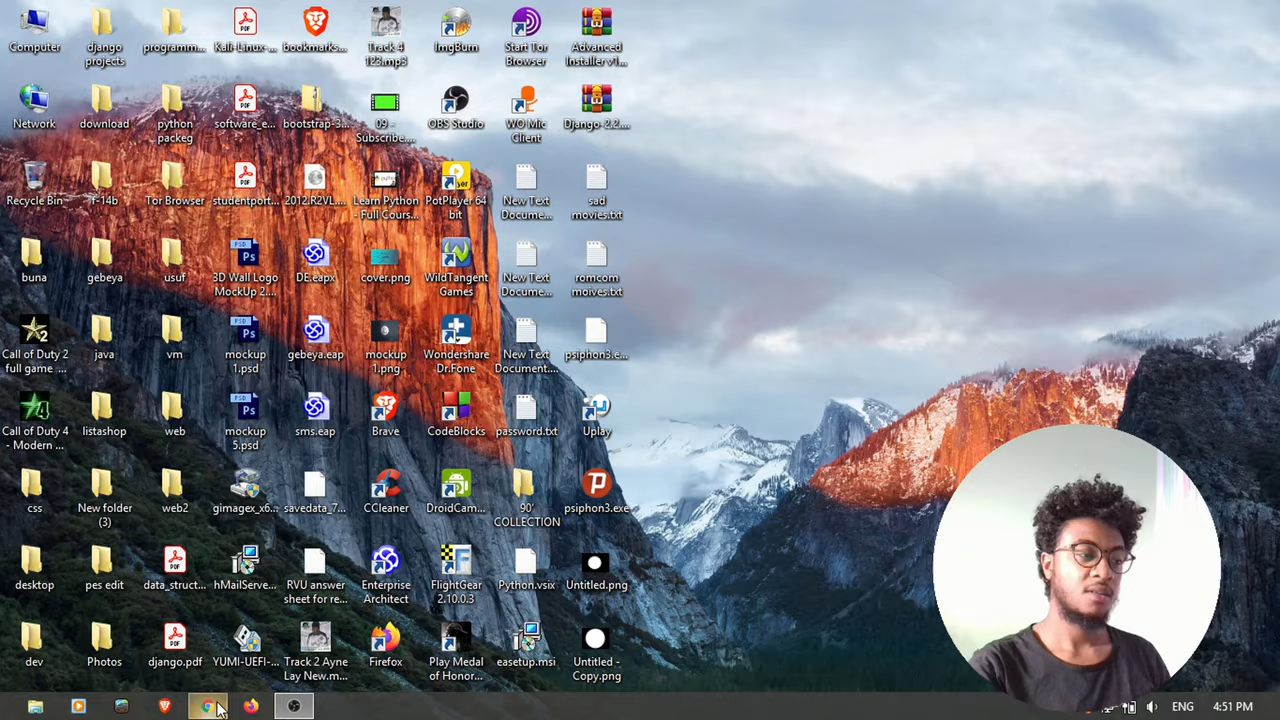 Computer
django
projects
programm...
Kali-Linux-...
bookmarks...
Track 4
123.mp3
ImgBurn
Start Tor
Browser
Advanced
Installer v1...
Network
download
python
packeg
software_e...
bootstrap-3...
09 -
Subscribe....
OBS Studio
WO Mic
Client
Django-2.2....
Recycle Bin
f-14b
Tor Browser
studentport...
2012.R2VL....
Learn Python
- Full Cours...
PotPlayer 64
bit
New Text
Docume...
sad
movies.txt
buna
gebeya
usuf
3D Wall Logo
MockUp 2....
DE.eapx
cover.png
WildTangent
Games
New Text
Docume...
romcom
moives.txt
Call of Duty 2
full game ...
java
vm
mockup
1.psd
gebeya.eap
mockup
1.png
Wondershare
Dr.Fone
New Text
Document....
psiphon3.e...
Call of Duty 4
- Modern ...
listashop
web
mockup
5.psd
sms.eap
Brave
CodeBlocks
password.txt
Uplay
css
New folder
(3)
web2
gimagex_x6...
savedata_7...
CCleaner
DroidCam...
90'
COLLECTION
psiphon3.exe
desktop
pes edit
data_struct...
hMailServe...
RVU answer
sheet for re...
Enterprise
Architect
FlightGear
2.10.0.3
Python.vsix
Untitled.png
dev
Photos
django.pdf
YUMI-UEFI-...
Track 2 Ayne
Lay New.m...
Firefox
Play Medal
of Honor...
easetup.msi
Untitled -
Copy.png
ENG
4:51 PM